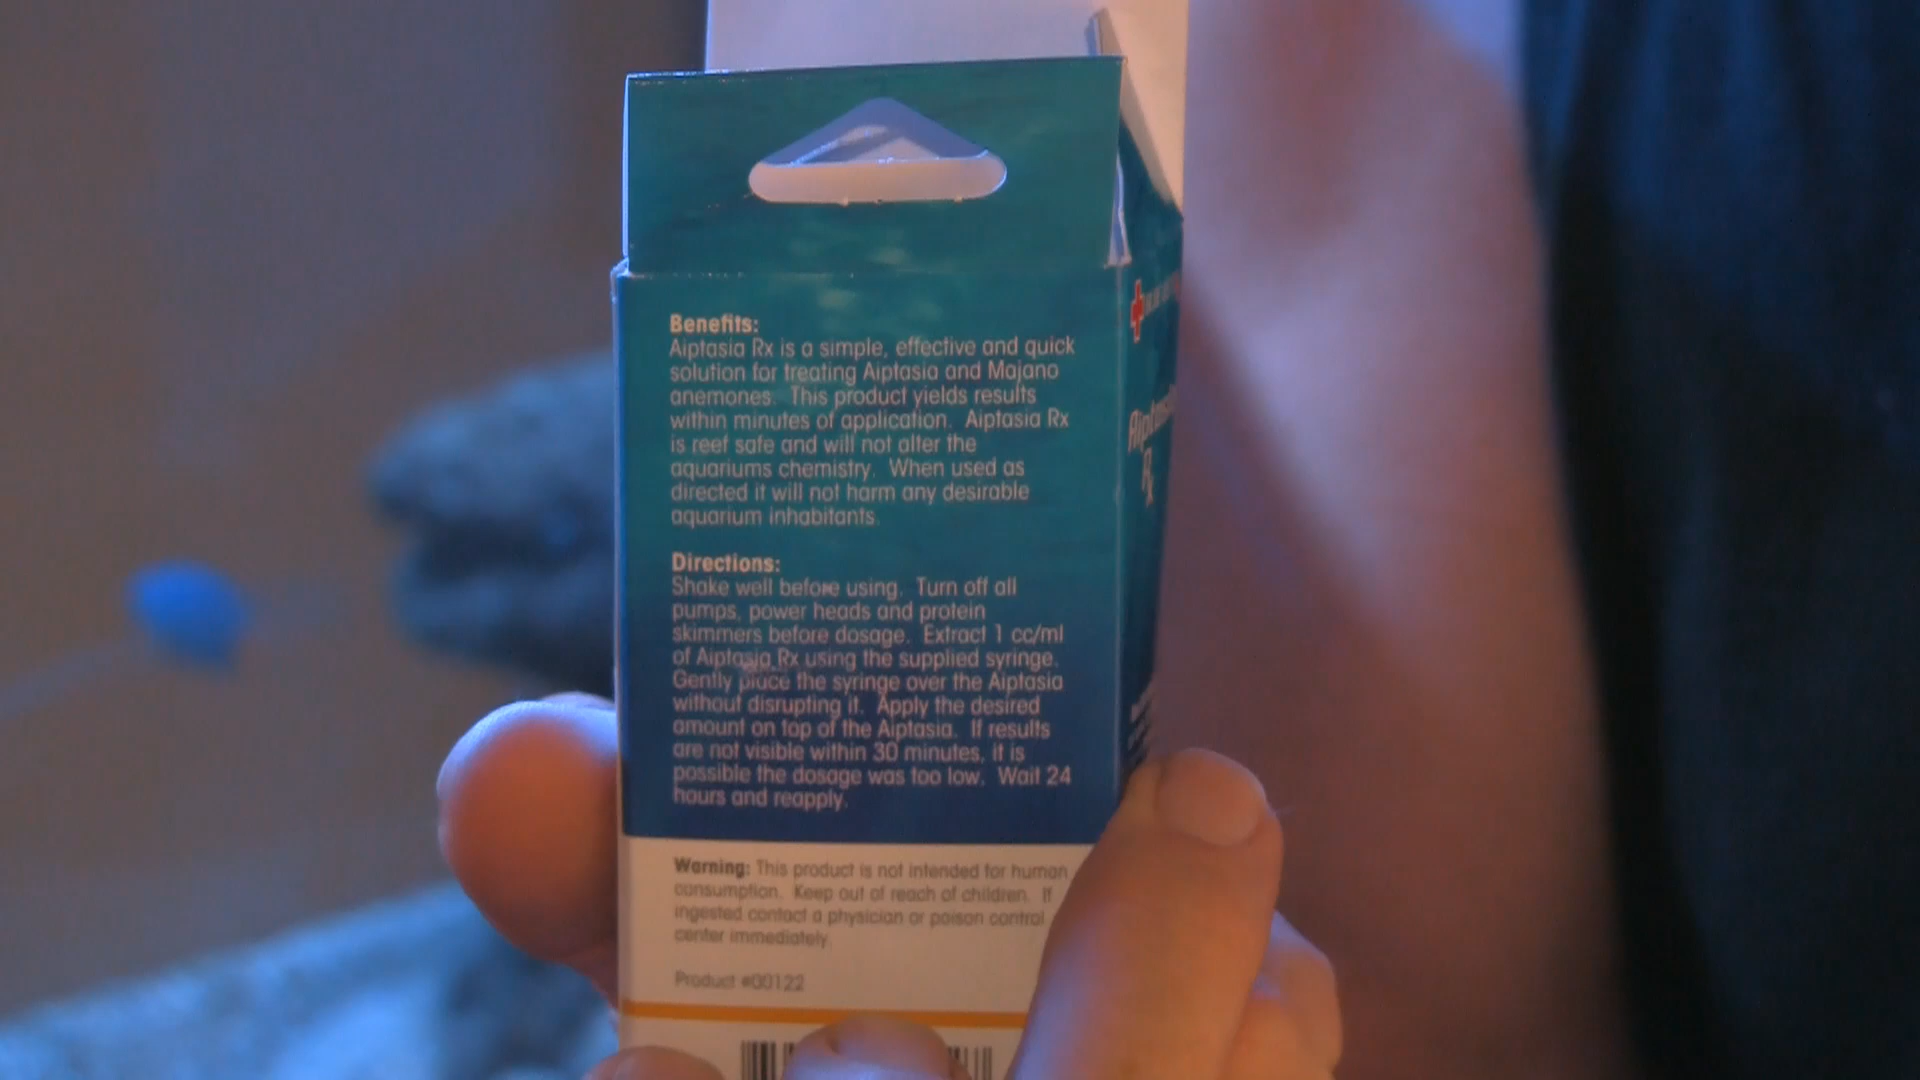 Benefits:
Aiptasia Rx is a simple, effective and quick
solution for treating Aiptasia and Majano
anemones. This product yields results
within minutes of application. Aiptasia Rx
is reef safe and will not alter the
aquariums chemistry. When used as
directed it will not harm any desirable
aquarium inhabitants.
Directions:
Shake well before using. Turn off all
pumps, power heads and protein
skimmers before dosage. Extract 1 cc/ml
of Aiptasia Rx using the supplied syringe.
Gently place the syringe over the Aiptasia
without disrupting it. Apply the desired
amount on top of the Aiptasia. If results
are not visible within 30 minutes, it is
possible the dosage was too low. Wait 24
hours and reapply.
Warning: This product is not intended for human
consumption. Keep out of reach of children. If
ingested contact a physician or poison control
center immediately.
Product #00122
Rx